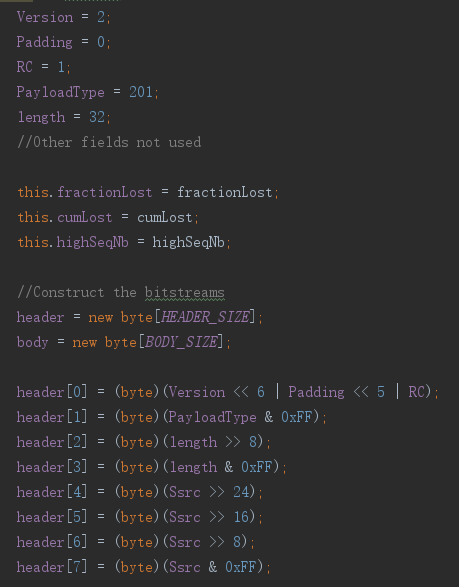 Version = 2;
Padding = 0;
RC = 1;
PayloadType = 201;
length = 32;
//Other fields not used
this.fractionLost = fractionLost;
this.cumLost = cumLost;
this.highSeqNb = highSeqNb;
//Construct the bitstreams
header = new byte[HEADER_SIZE];
body = new byte[BODY_SIZE];
header[0] = (byte)(Version << 6 | Padding << 5 | RC);
header[1] = (byte)(PayloadType & 0xFF);
header[2] = (byte)(length >> 8);
header[3] = (byte)(length & 0xFF);
header[4] = (byte)(Ssrc >> 24);
header[5] = (byte)(Ssrc >> 16);
header[6] = (byte)(Ssrc >> 8);
header[7] = (byte)(Ssrc & 0xFF);